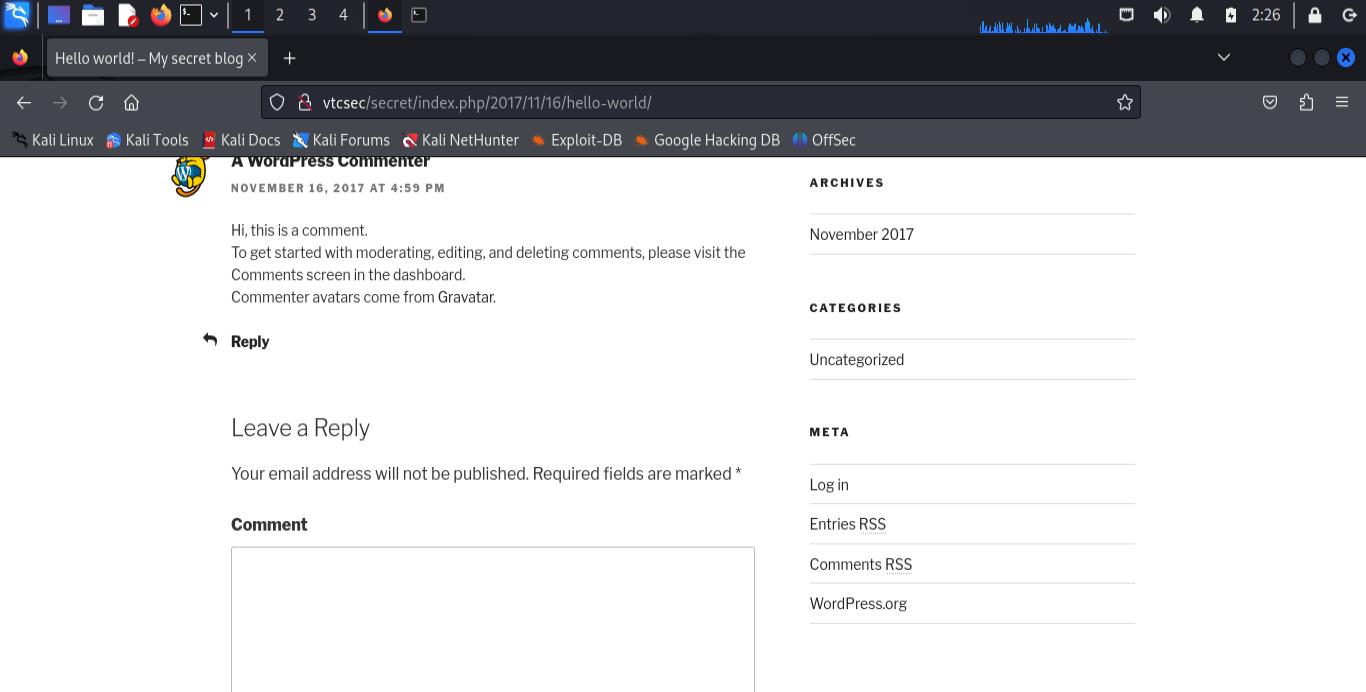 1 2 3 4
2:26
Hello world! – My secret blog
vtcsec/secret/index.php/2017/11/16/hello-world/
Kali Linux Kali Tools Kali Docs Kali Forums Kali NetHunter Exploit-DB Google Hacking DB OffSec
A WordPress Commenter
NOVEMBER 16, 2017 AT 4:59 PM
Hi, this is a comment.
To get started with moderating, editing, and deleting comments, please visit the
Comments screen in the dashboard.
Commenter avatars come from Gravatar.
Reply
Leave a Reply
Your email address will not be published. Required fields are marked *
Comment
ARCHIVES
November 2017
CATEGORIES
Uncategorized
META
Log in
Entries RSS
Comments RSS
WordPress.org